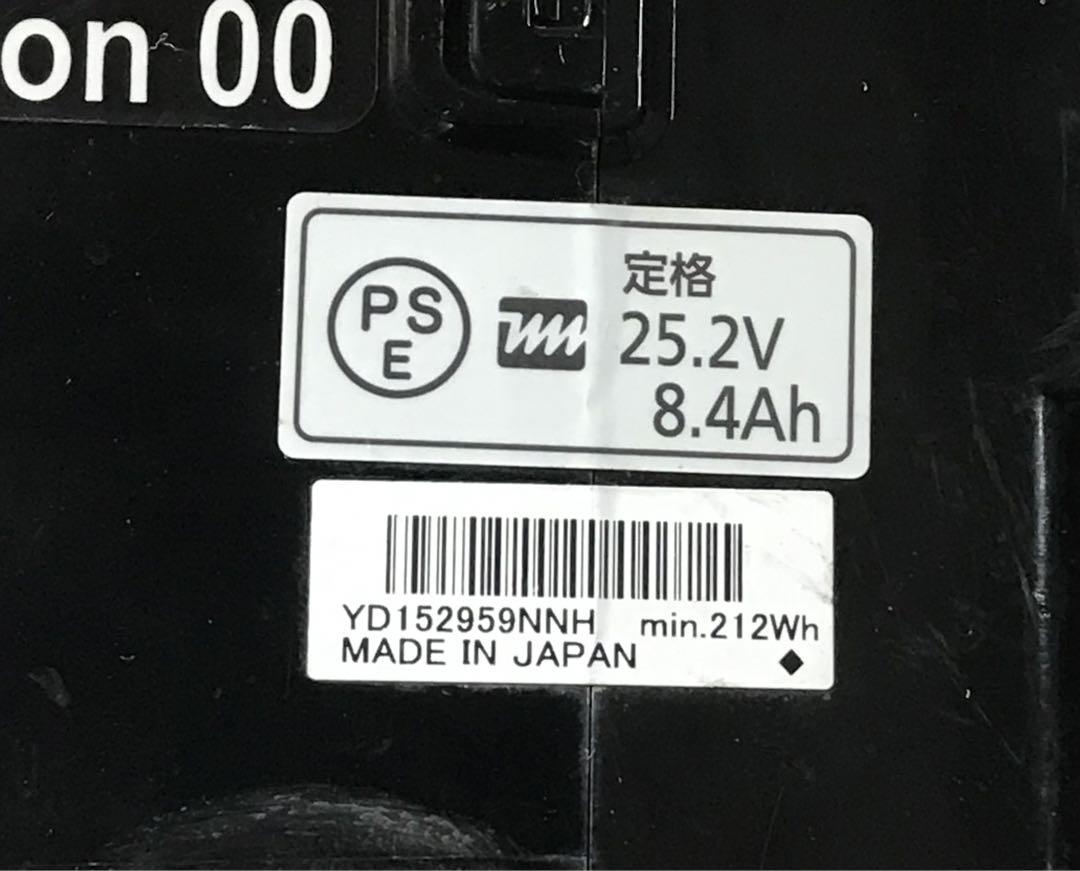 on 00
PS
E
定格
25.2V
8.4Ah
YD152959NNH min.212Wh
MADE IN JAPAN